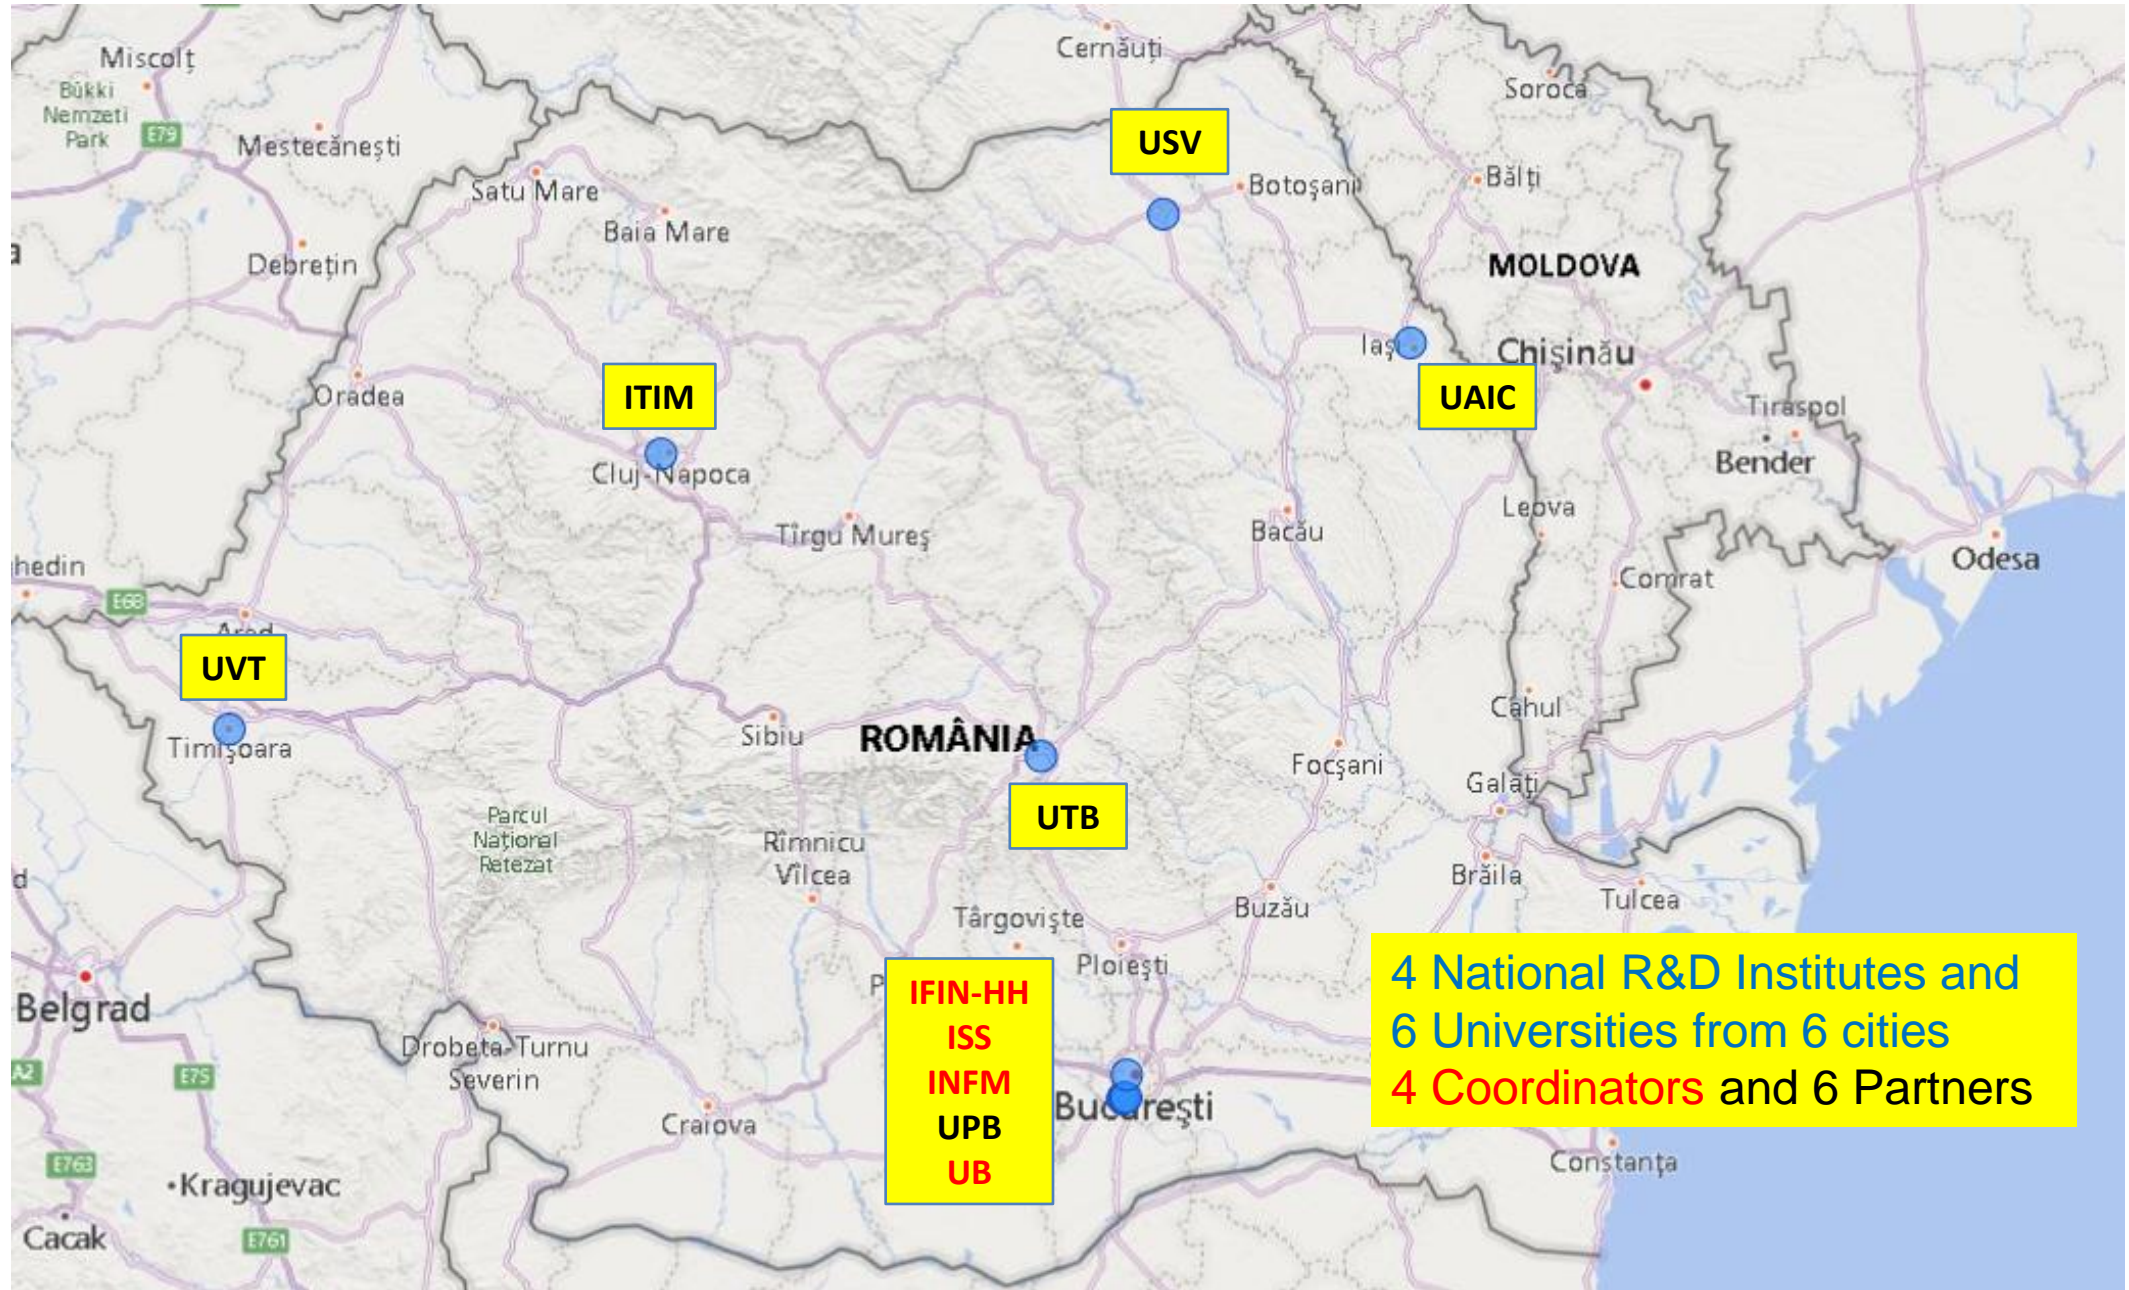 Cernăuți
Miscolț
Soroca
Bükki
Nemzeti
Park
E79
USV
Mestecănești
Satu Mare
Botoșani
Bălți
Baia Mare
Debrețin
MOLDOVA
Iași
Chișinău
Oradea
ITIM
UAIC
Tiraspol
Bender
Cluj-Napoca
Leova
Tîrgu Mureș
Bacău
Odesa
hedin
Comrat
E68
Arad
UVT
Cahul
Timișoara
Sibiu
ROMÂNIA
Focșani
Galați
UTB
Parcul
Național
Retezat
Rîmnicu
Vîlcea
Brăila
Tulcea
Târgoviște
Buzău
Ploiești
P
IFIN-HH
ISS
INFM
UPB
UB
4 National R&D Institutes and
6 Universities from 6 cities
4 Coordinators and 6 Partners
Belgrad
Drobeta-Turnu
Severin
A2
E75
București
Craiova
E763
Constanța
Kragujevac
Cacak
E761